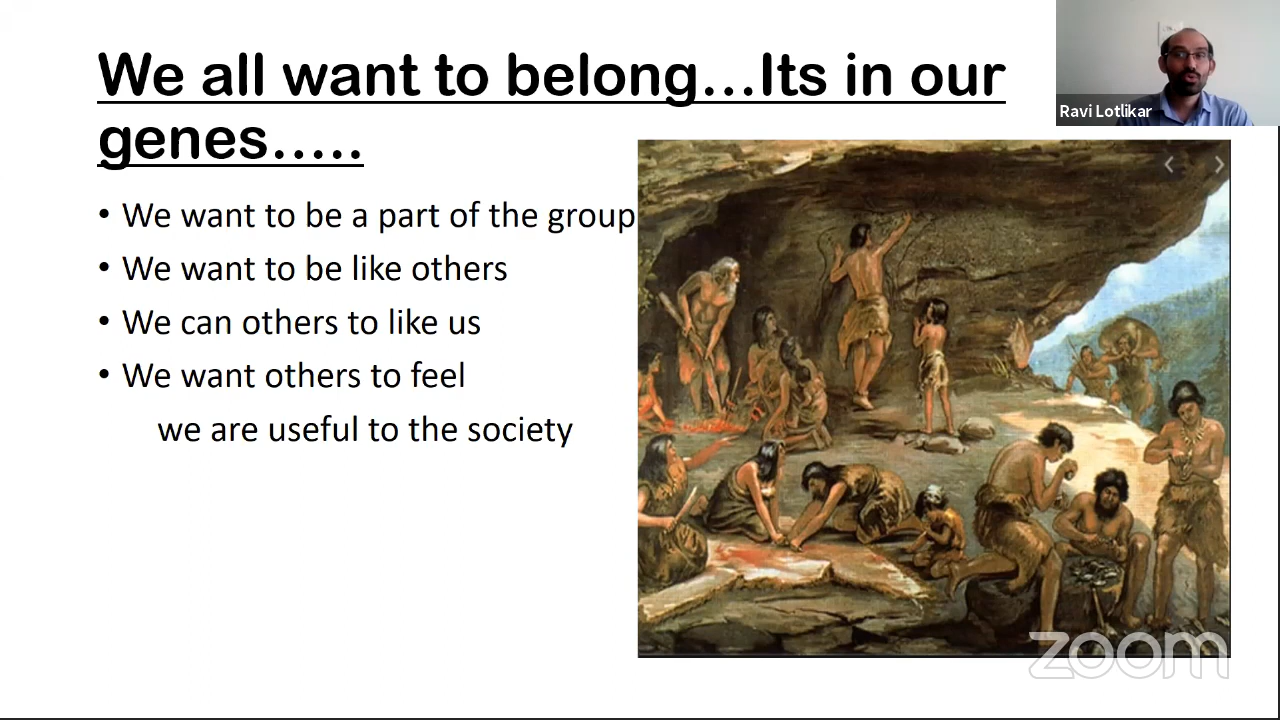 We all want to belong...Its in our
genes.....
Ravi Lotlikar
• We want to be a part of the group
• We want to be like others
• We can others to like us
• We want others to feel
we are useful to the society
zoom